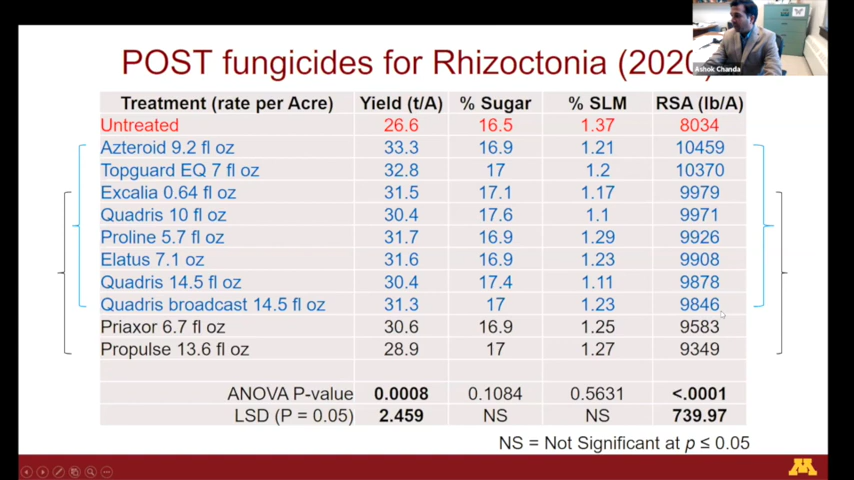 POST fungicides for Rhizoctonia (2020
Ashok Chanda
Treatment (rate per Acre) Yield (t/A) % Sugar % SLM RSA (lb/A)
Untreated 26.6 16.5 1.37 8034
Azteroid 9.2 fl oz 33.3 16.9 1.21 10459
Topguard EQ 7 fl oz 32.8 17 1.2 10370
Excalia 0.64 fl oz 31.5 17.1 1.17 9979
Quadris 10 fl oz 30.4 17.6 1.1 9971
Proline 5.7 fl oz 31.7 16.9 1.29 9926
Elatus 7.1 oz 31.6 16.9 1.23 9908
Quadris 14.5 fl oz 30.4 17.4 1.11 9878
Quadris broadcast 14.5 fl oz 31.3 17 1.23 9846
Priaxor 6.7 fl oz 30.6 16.9 1.25 9583
Propulse 13.6 fl oz 28.9 17 1.27 9349
ANOVA P-value 0.0008 0.1084 0.5631 <.0001
LSD (P = 0.05) 2.459 NS NS 739.97
NS = Not Significant at p ≤ 0.05
M